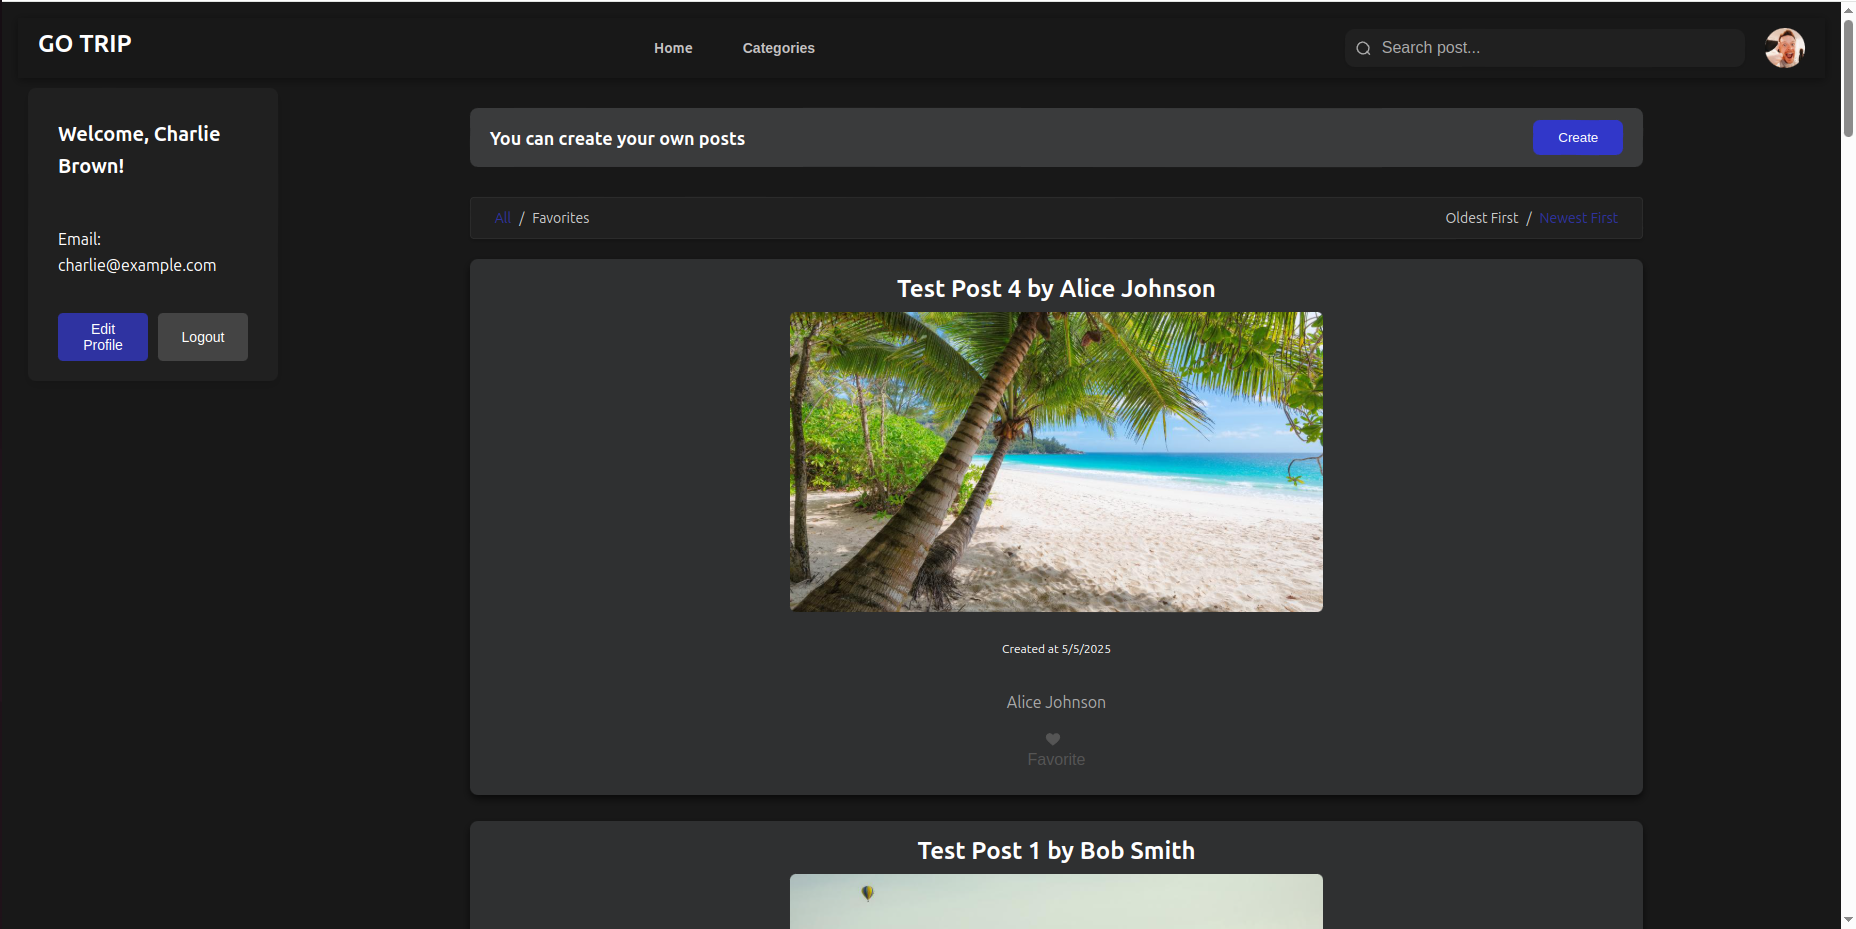 GO TRIP
Home
Categories
Search post...
Welcome, Charlie
Brown!
Email:
charlie@example.com
Edit
Profile
Logout
You can create your own posts
Create
All / Favorites
Oldest First / Newest First
Test Post 4 by Alice Johnson
Created at 5/5/2025
Alice Johnson
Favorite
Test Post 1 by Bob Smith